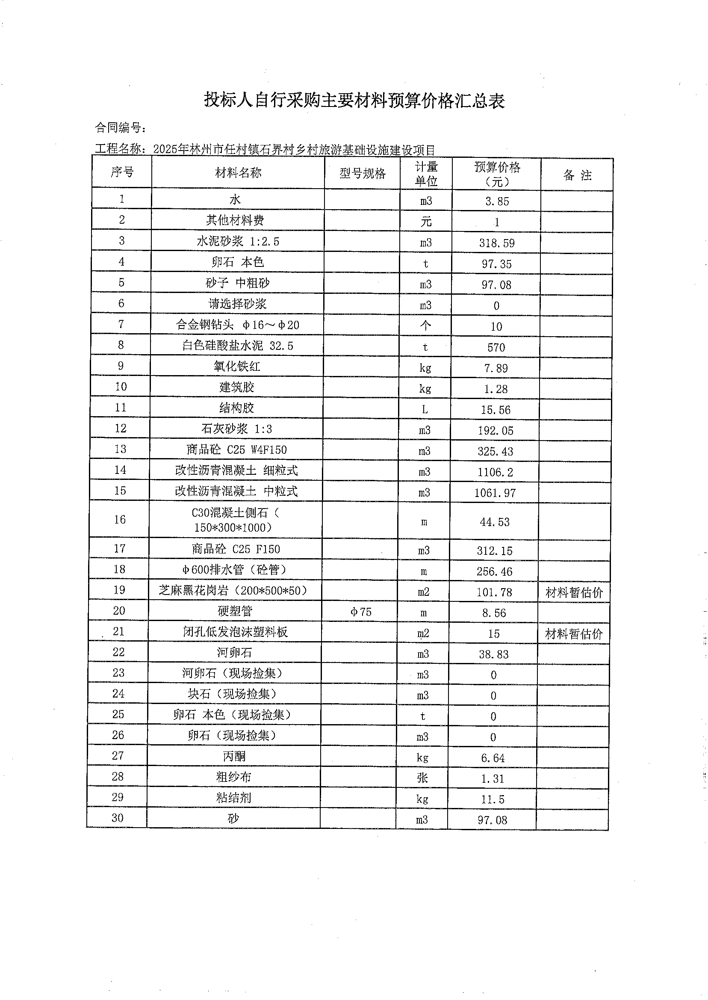 投标人自行采购主要材料预算价格汇总表
合同编号：
工程名称：2025年林州市任村镇石界村乡村旅游基础设施建设项目
序号 材料名称 型号规格 计量单位 预算价格（元） 备 注
1 水 m3 3.85
2 其他材料费 元 1
3 水泥砂浆 1:2.5 m3 318.59
4 卵石 本色 t 97.35
5 砂子 中粗砂 m3 97.08
6 请选择砂浆 m3 0
7 合金钢钻头 φ16～φ20 个 10
8 白色硅酸盐水泥 32.5 t 570
9 氧化铁红 kg 7.89
10 建筑胶 kg 1.28
11 结构胶 L 15.56
12 石灰砂浆 1:3 m3 192.05
13 商品砼 C25 W4F150 m3 325.43
14 改性沥青混凝土 细粒式 m3 1106.2
15 改性沥青混凝土 中粒式 m3 1061.97
16 C30混凝土侧石（150*300*1000） m 44.53
17 商品砼 C25 F150 m3 312.15
18 φ600排水管（砼管） m 256.46
19 芝麻黑花岗岩（200*500*50） m2 101.78 材料暂估价
20 硬塑管 φ75 m 8.56
21 闭孔低发泡沫塑料板 m2 15 材料暂估价
22 河卵石 m3 38.83
23 河卵石（现场捡集） m3 0
24 块石（现场捡集） m3 0
25 卵石 本色（现场捡集） t 0
26 卵石（现场捡集） m3 0
27 丙酮 kg 6.64
28 粗纱布 张 1.31
29 粘结剂 kg 11.5
30 砂 m3 97.08